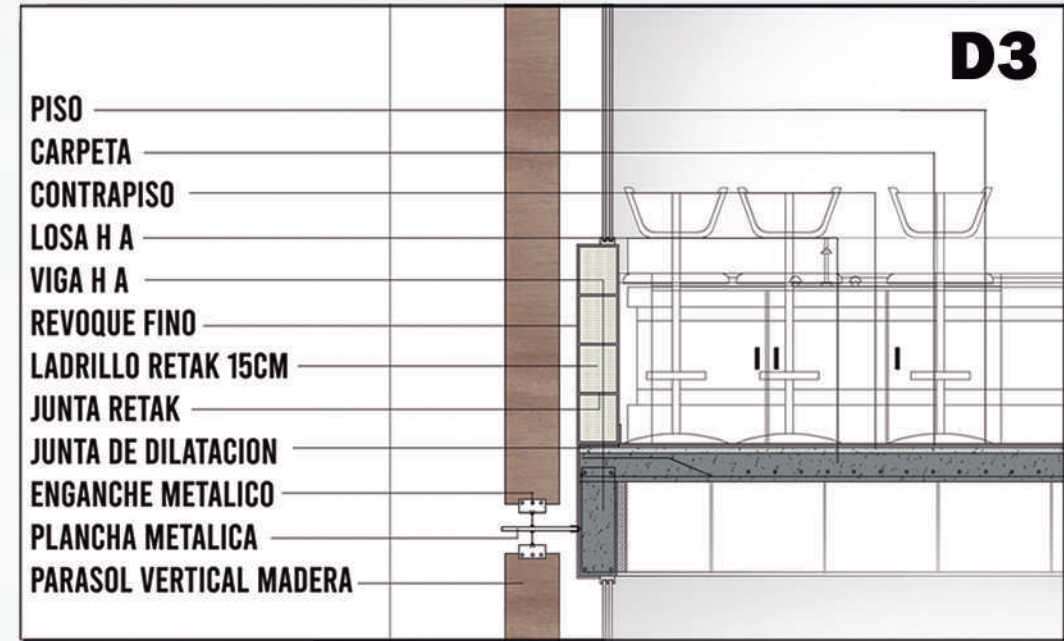 D3
PISO
CARPETA
CONTRAPISO
LOSA H A
VIGA H A
REVOQUE FINO
LADRILLO RETAK 15CM
JUNTA RETAK
JUNTA DE DILATACION
ENGANCHE METALICO
PLANCHA METALICA
PARASOL VERTICAL MADERA